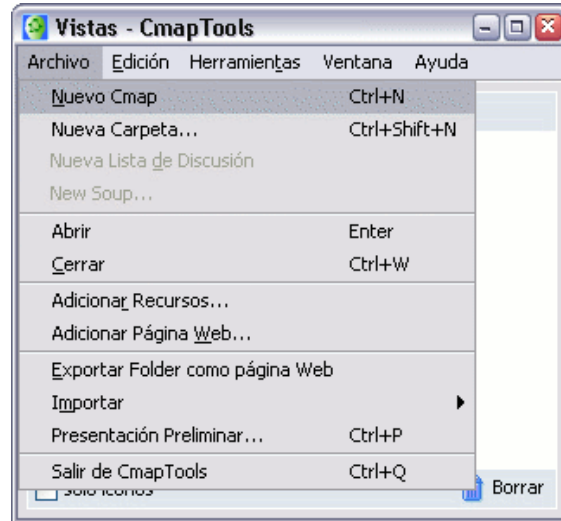 Vistas - CmapTools
Archivo Edición Herramientas Ventana Ayuda
Nuevo Cmap Ctrl+N
Nueva Carpeta... Ctrl+Shift+N
Nueva Lista de Discusión
New Soup...
Abrir Enter
Cerrar Ctrl+W
Adicionar Recursos...
Adicionar Página Web...
Exportar Folder como página Web
Importar
Presentación Preliminar... Ctrl+P
Salir de CmapTools Ctrl+Q
Borrar